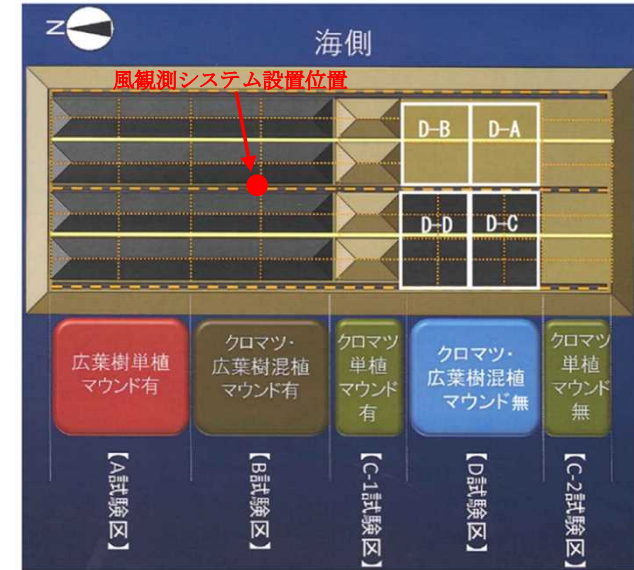 N
海側
風観測システム設置位置
D-B
D-A
D-D
D-C
広葉樹単植
マウンド有
クロマツ・
広葉樹混植
マウンド有
クロマツ
単植
マウンド
有
クロマツ・
広葉樹混植
マウンド無
クロマツ
単植
マウンド
無
【A試験区】
【B試験区】
【C-1試験区】
【D試験区】
【C-2試験区】